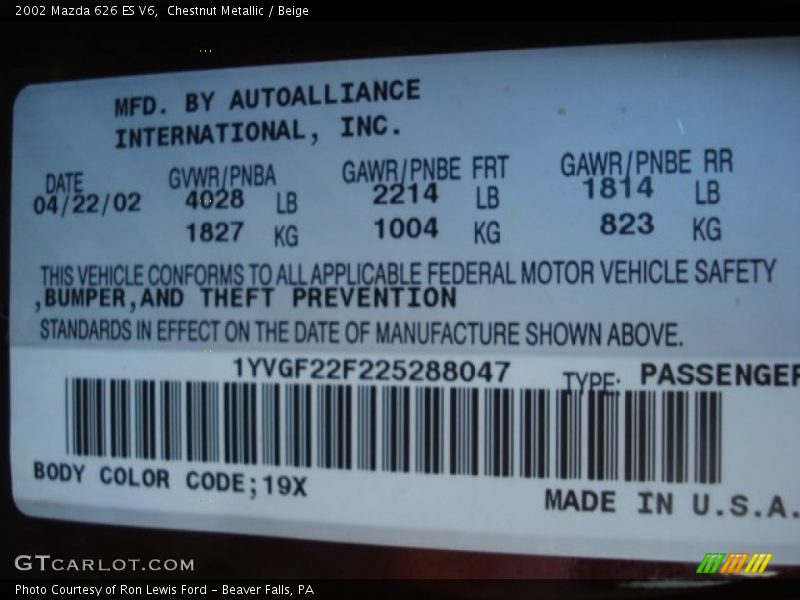 2002 Mazda 626 ES V6,  Chestnut Metallic / Beige
MFD. BY AUTOALLIANCE
INTERNATIONAL, INC.
DATE GVWR/PNBA GAWR/PNBE FRT GAWR/PNBE RR
04/22/02 4028 LB 2214 LB 1814 LB
1827 KG 1004 KG 823 KG
THIS VEHICLE CONFORMS TO ALL APPLICABLE FEDERAL MOTOR VEHICLE SAFETY
,BUMPER,AND THEFT PREVENTION
STANDARDS IN EFFECT ON THE DATE OF MANUFACTURE SHOWN ABOVE.
1YVGF22F225288047 TYPE: PASSENGER
BODY COLOR CODE;19X
MADE IN U.S.A.
GTCARLOT.COM
Photo Courtesy of Ron Lewis Ford - Beaver Falls, PA